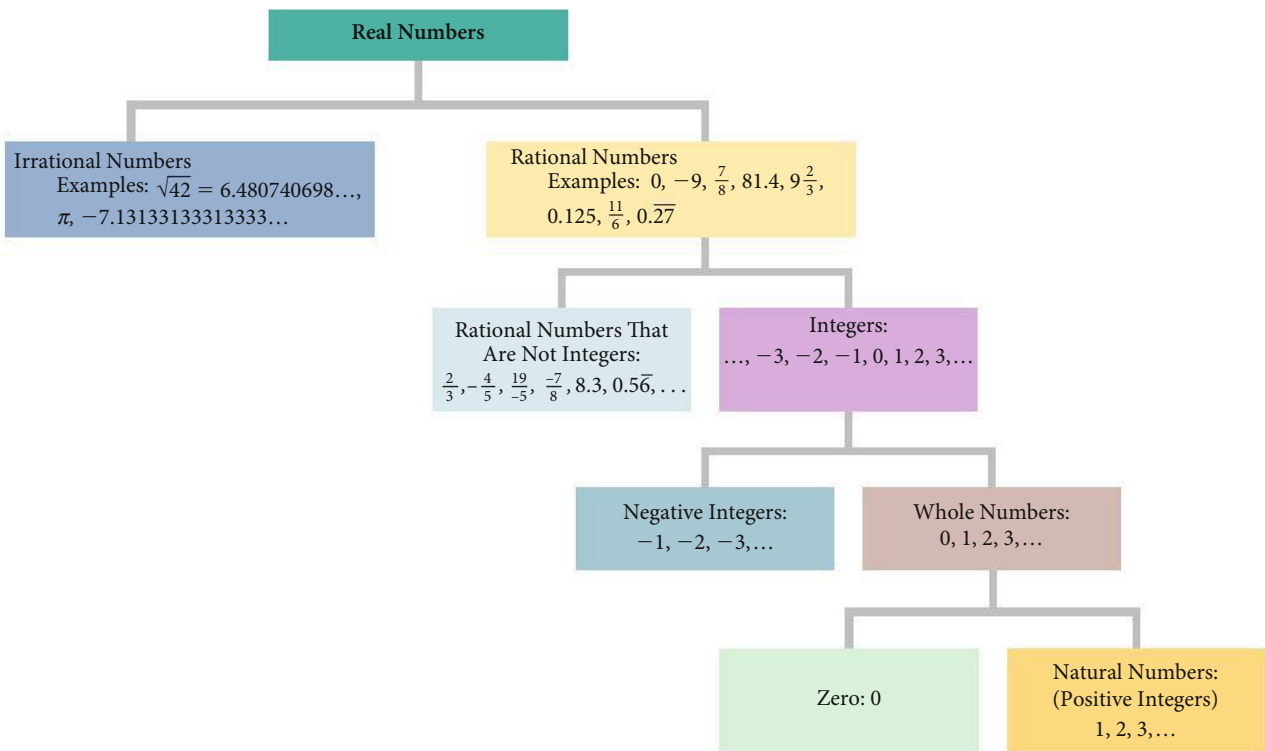 Real Numbers
Irrational Numbers
Examples: √42 = 6.480740698…,
π, −7.13133133313333…
Rational Numbers
Examples: 0, −9, 7/8, 81.4, 9 2/3,
0.125, 11/6, 0.2̅7̅
Rational Numbers That
Are Not Integers:
2/3, −4/5, 19/−5, −7/8, 8.3, 0.56̅, . . .
Integers:
…, −3, −2, −1, 0, 1, 2, 3,…
Negative Integers:
−1, −2, −3,…
Whole Numbers:
0, 1, 2, 3,…
Zero: 0
Natural Numbers:
(Positive Integers)
1, 2, 3,…